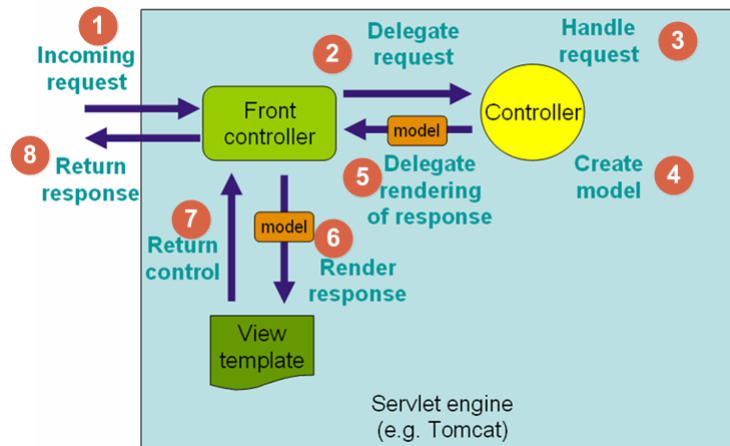 1
Incoming
request
2
Delegate
request
Handle
request
3
Front
controller
model
Controller
8
Return
response
5
Delegate
rendering
of response
Create
model
4
7
Return
control
model
6
Render
response
View
template
Servlet engine
(e.g. Tomcat)